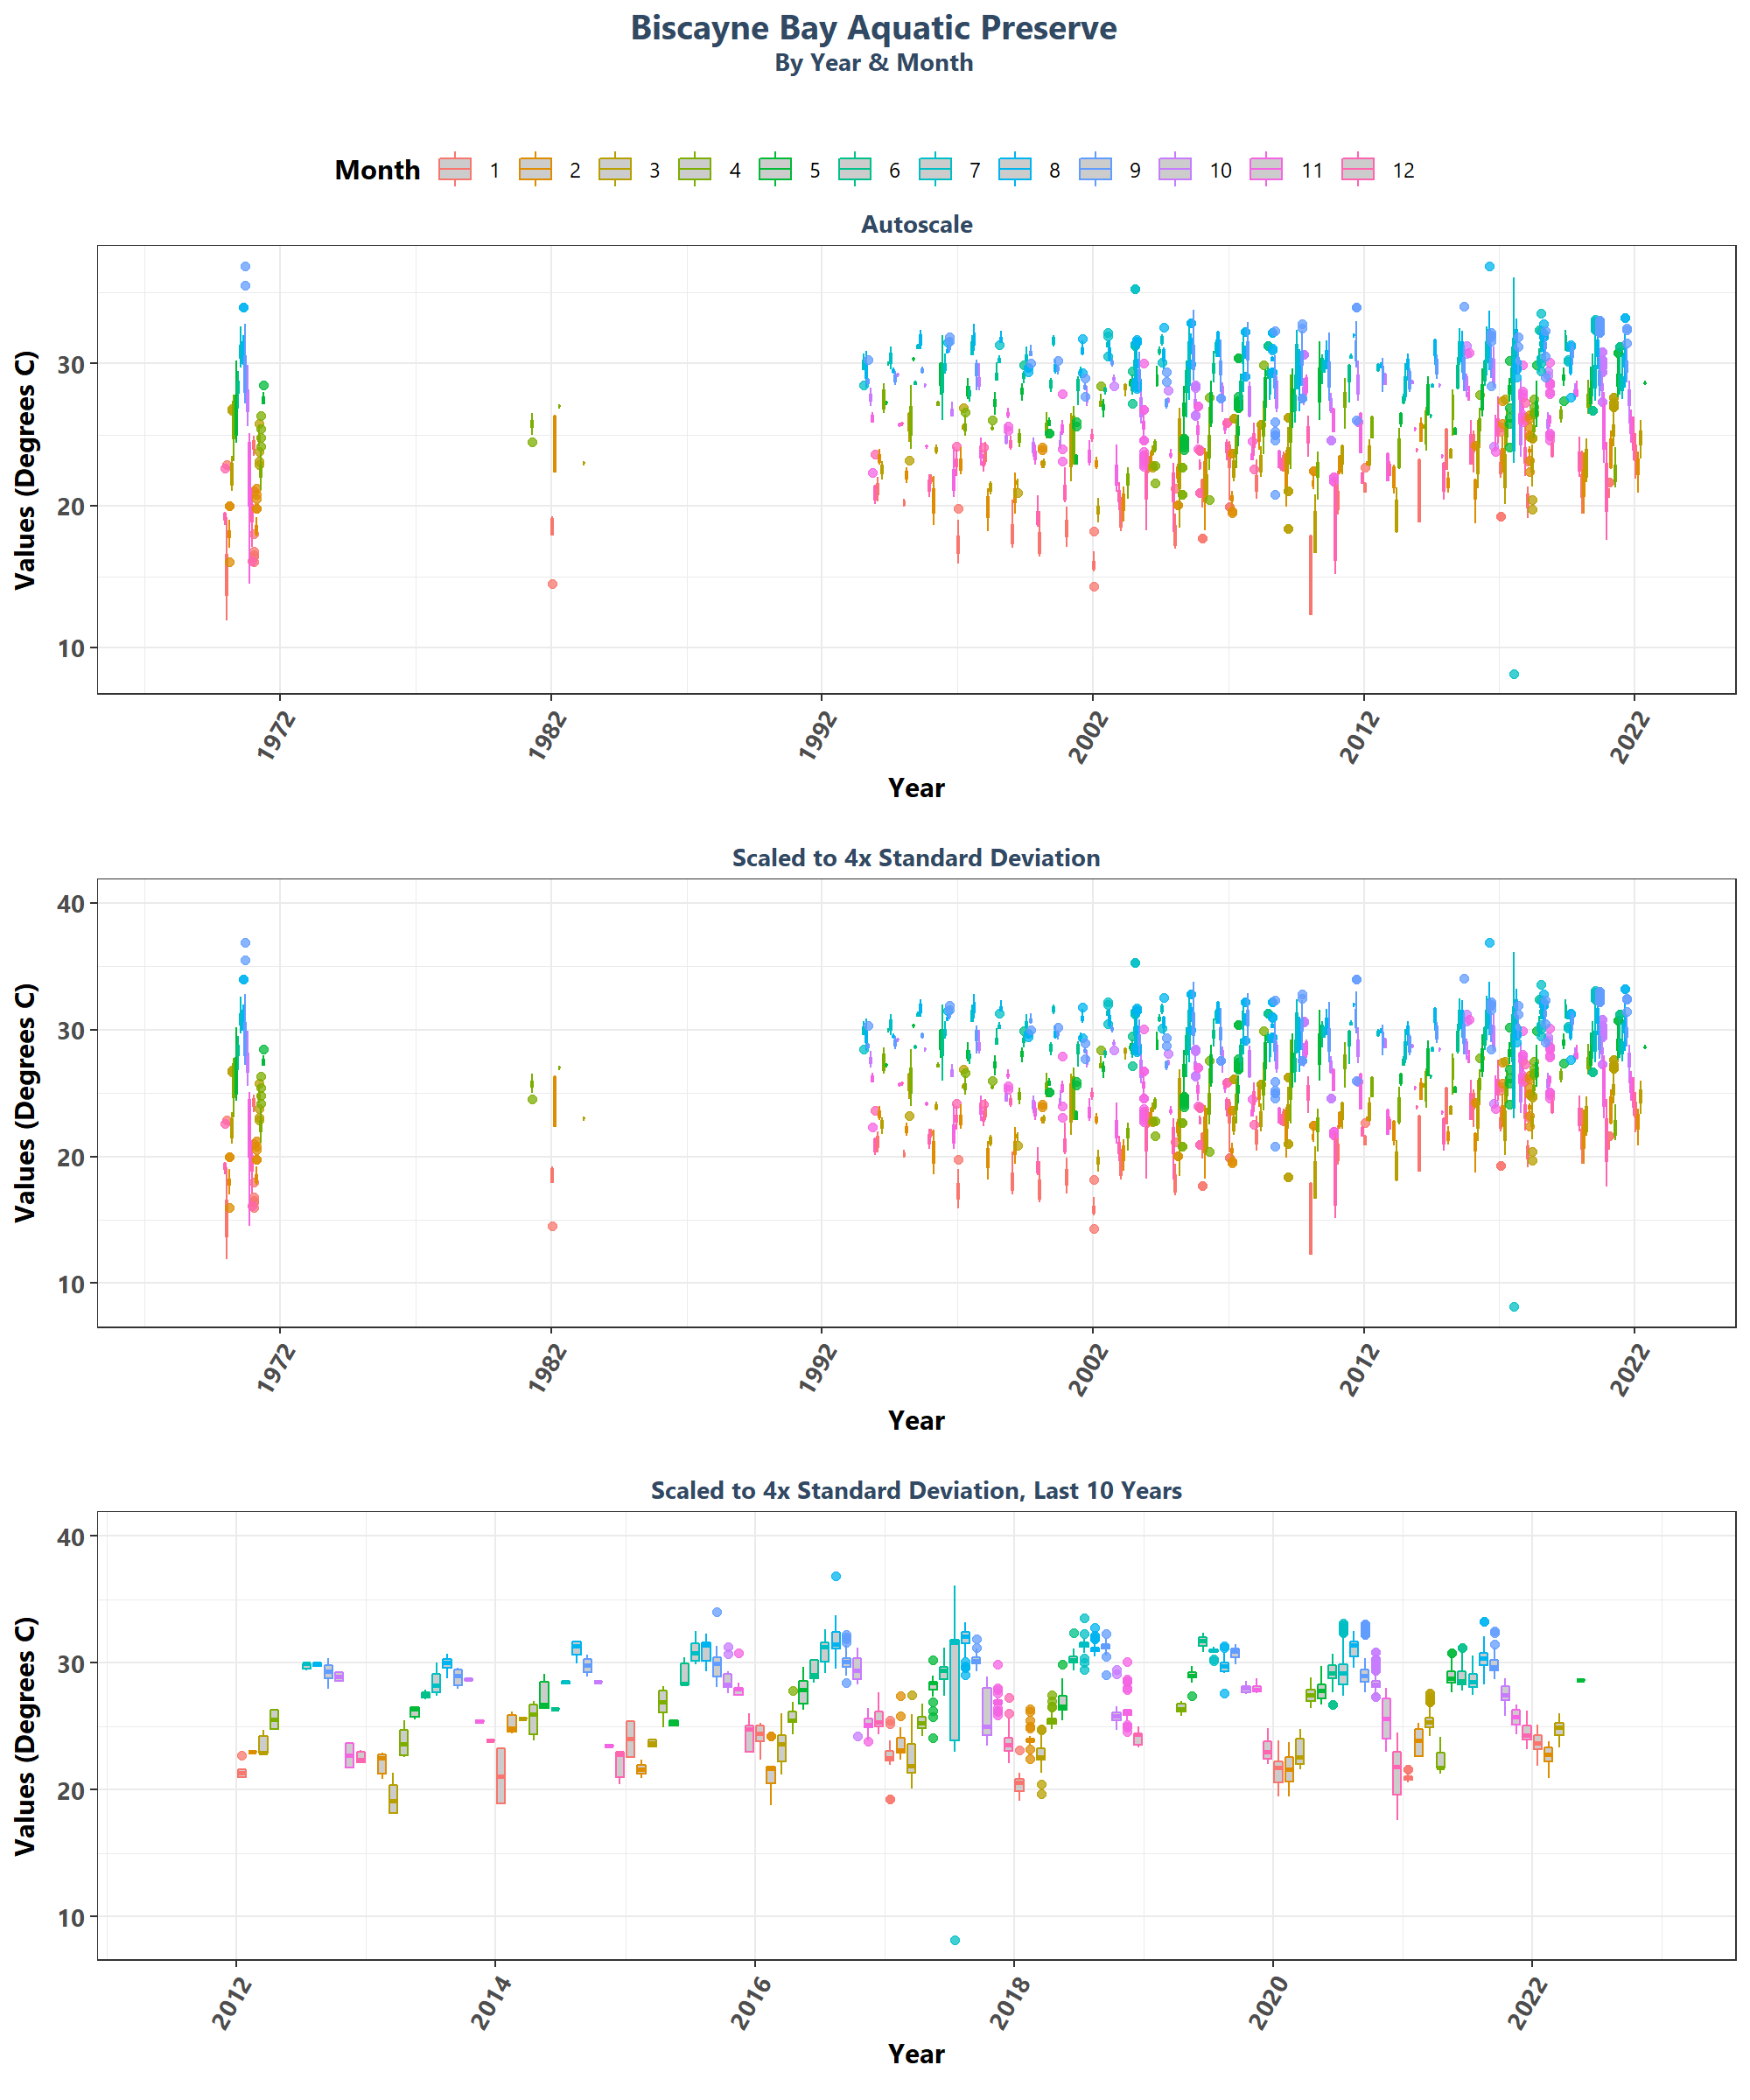 Biscayne Bay Aquatic Preserve
By Year & Month
Month 1 2 3 4 5 6 7 8 9 10 11 12
Autoscale
Values (Degrees C)
30
20
10
1972 1982 1992 2002 2012 2022
Year
Scaled to 4x Standard Deviation
Values (Degrees C)
40
30
20
10
1972 1982 1992 2002 2012 2022
Year
Scaled to 4x Standard Deviation, Last 10 Years
Values (Degrees C)
40
30
20
10
2012 2014 2016 2018 2020 2022
Year